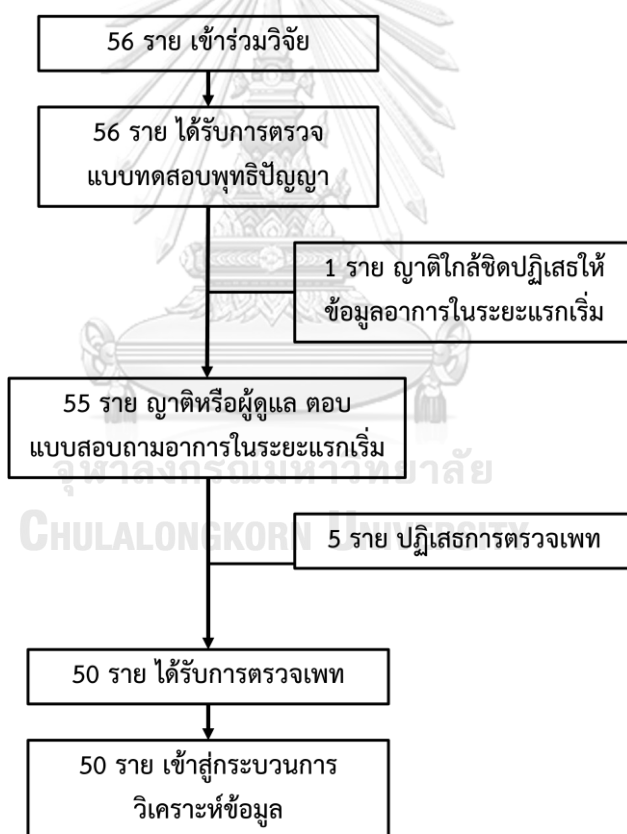 56 ราย เข้าร่วมวิจัย
56 ราย ได้รับการตรวจ
แบบทดสอบพุทธิปัญญา
1 ราย ญาติใกล้ชิดปฏิเสธให้
ข้อมูลอาการในระยะแรกเริ่ม
55 ราย ญาติหรือผู้ดูแล ตอบ
แบบสอบถามอาการในระยะแรกเริ่ม
จุฬาลงกรณ์มหาวิทยาลัย
CHULALONGKORN UNIVERSITY
5 ราย ปฏิเสธการตรวจเพท
50 ราย ได้รับการตรวจเพท
50 ราย เข้าสู่กระบวนการ
วิเคราะห์ข้อมูล